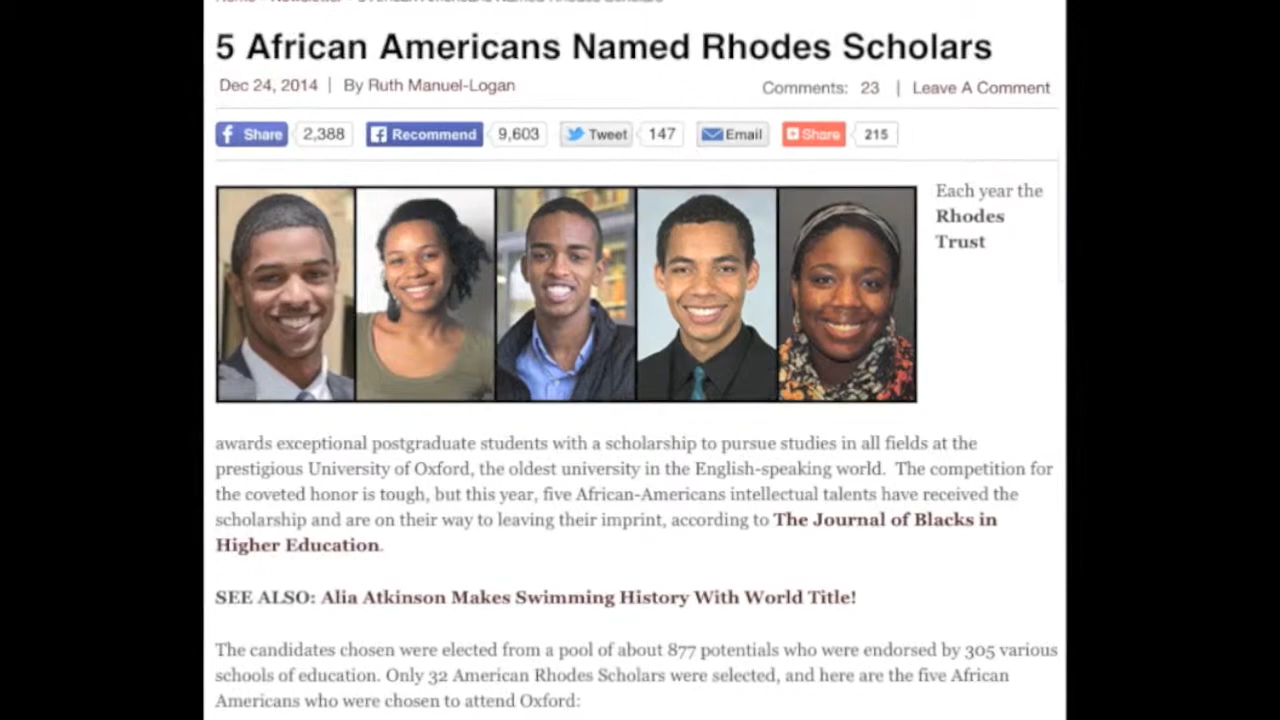 5 African Americans Named Rhodes Scholars
Dec 24, 2014 | By Ruth Manuel-Logan
Comments: 23 | Leave A Comment
Share 2,388 Recommend 9,603 Tweet 147 Email Share 215
Each year the
Rhodes
Trust
awards exceptional postgraduate students with a scholarship to pursue studies in all fields at the
prestigious University of Oxford, the oldest university in the English-speaking world. The competition for
the coveted honor is tough, but this year, five African-Americans intellectual talents have received the
scholarship and are on their way to leaving their imprint, according to The Journal of Blacks in
Higher Education.
SEE ALSO: Alia Atkinson Makes Swimming History With World Title!
The candidates chosen were elected from a pool of about 877 potentials who were endorsed by 305 various
schools of education. Only 32 American Rhodes Scholars were selected, and here are the five African
Americans who were chosen to attend Oxford: